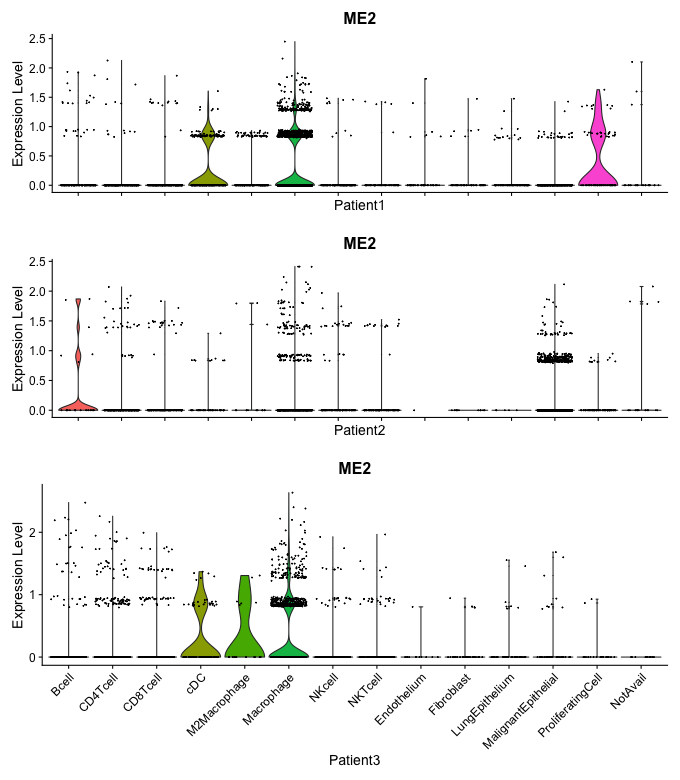 ME2
Expression Level
2.5
2.0
1.5
1.0
0.5
0.0
Patient1
ME2
Expression Level
2.5
2.0
1.5
1.0
0.5
0.0
Patient2
ME2
Expression Level
2
1
0
Bcell
CD4Tcell
CD8Tcell
cDC
M2Macrophage
Macrophage
NKcell
NKTcell
Endothelium
Fibroblast
LungEpithelium
MalignantEpithelial
ProliferatingCell
NotAvail
Patient3